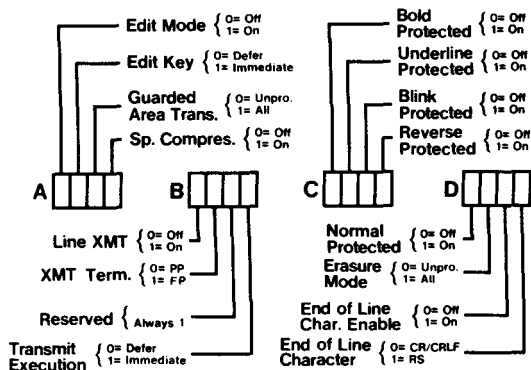 Edit Mode { 0= Off
1= On
Edit Key { 0= Defer
1= Immediate
Guarded Area Trans. { 0= Unpro.
1= All
Sp. Compres. { 0= Off
1= On
A
B
Line XMT { 0= Off
1= On
XMT Term. { 0= PP
1= FP
Reserved { Always 1
Transmit Execution { 0= Defer
1= Immediate
Bold Protected { 0= Off
1= On
Underline Protected { 0= Off
1= On
Blink Protected { 0= Off
1= On
Reverse Protected { 0= Off
1= On
C
D
Normal Protected { 0= Off
1= On
Erasure Mode { 0= Unpro.
1= All
End of Line Char. Enable { 0= Off
1= On
End of Line Character { 0= CR/CRLF
1= RS